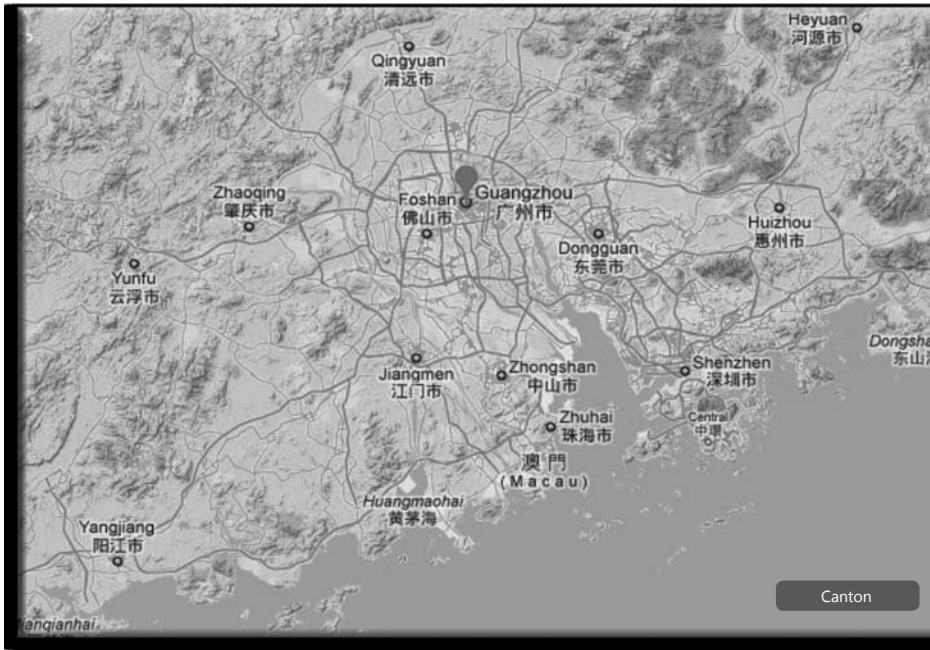 Heyuan
河源市
Qingyuan
清远市
Zhaoqing
肇庆市
Foshan
佛山市
Guangzhou
广州市
Huizhou
惠州市
Dongguan
东莞市
Yunfu
云浮市
Dongsha
东山
Jiangmen
江门市
Zhongshan
中山市
Shenzhen
深圳市
Central
中環
Zhuhai
珠海市
澳門
(Macau)
Huangmaohai
黄茅海
Yangjiang
阳江市
Canton
anqianhai